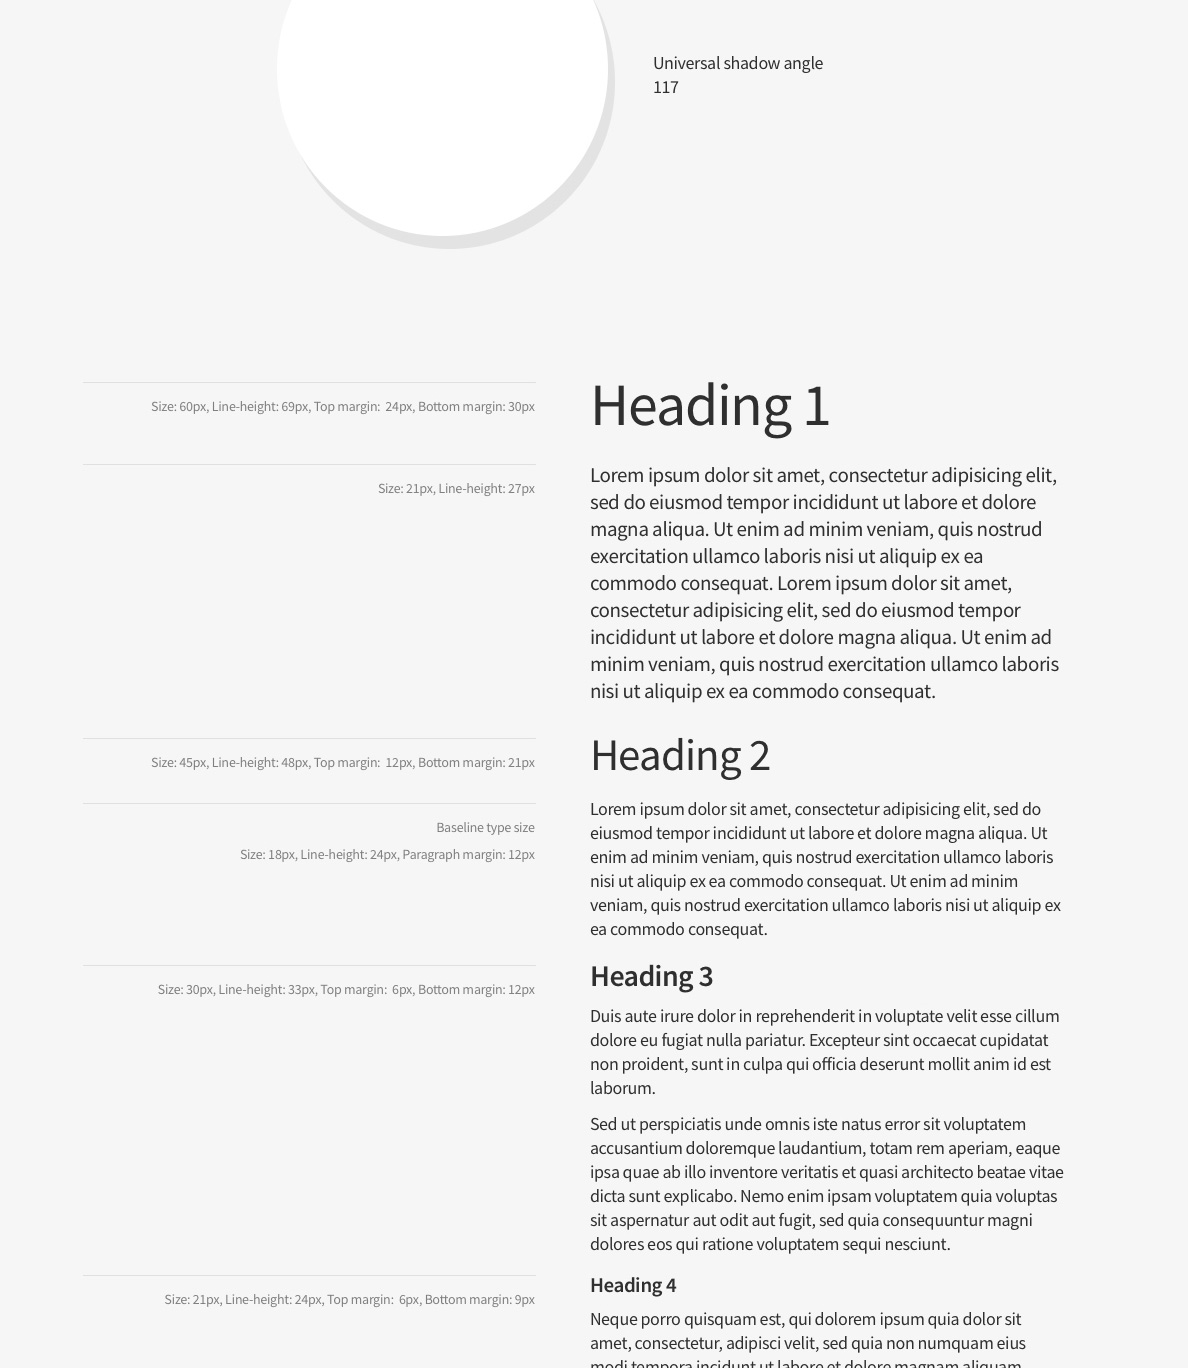 Universal shadow angle
117
Size: 60px, Line-height: 69px, Top margin:  24px, Bottom margin: 30px
Heading 1
Size: 21px, Line-height: 27px
Lorem ipsum dolor sit amet, consectetur adipisicing elit,
sed do eiusmod tempor incididunt ut labore et dolore
magna aliqua. Ut enim ad minim veniam, quis nostrud
exercitation ullamco laboris nisi ut aliquip ex ea
commodo consequat. Lorem ipsum dolor sit amet,
consectetur adipisicing elit, sed do eiusmod tempor
incididunt ut labore et dolore magna aliqua. Ut enim ad
minim veniam, quis nostrud exercitation ullamco laboris
nisi ut aliquip ex ea commodo consequat.
Size: 45px, Line-height: 48px, Top margin:  12px, Bottom margin: 21px
Heading 2
Baseline type size
Size: 18px, Line-height: 24px, Paragraph margin: 12px
Lorem ipsum dolor sit amet, consectetur adipisicing elit, sed do
eiusmod tempor incididunt ut labore et dolore magna aliqua. Ut
enim ad minim veniam, quis nostrud exercitation ullamco laboris
nisi ut aliquip ex ea commodo consequat. Ut enim ad minim
veniam, quis nostrud exercitation ullamco laboris nisi ut aliquip ex
ea commodo consequat.
Size: 30px, Line-height: 33px, Top margin:  6px, Bottom margin: 12px
Heading 3
Duis aute irure dolor in reprehenderit in voluptate velit esse cillum
dolore eu fugiat nulla pariatur. Excepteur sint occaecat cupidatat
non proident, sunt in culpa qui officia deserunt mollit anim id est
laborum.
Sed ut perspiciatis unde omnis iste natus error sit voluptatem
accusantium doloremque laudantium, totam rem aperiam, eaque
ipsa quae ab illo inventore veritatis et quasi architecto beatae vitae
dicta sunt explicabo. Nemo enim ipsam voluptatem quia voluptas
sit aspernatur aut odit aut fugit, sed quia consequuntur magni
dolores eos qui ratione voluptatem sequi nesciunt.
Size: 21px, Line-height: 24px, Top margin:  6px, Bottom margin: 9px
Heading 4
Neque porro quisquam est, qui dolorem ipsum quia dolor sit
amet, consectetur, adipisci velit, sed quia non numquam eius
modi tempora incidunt ut labore et dolore magnam aliquam